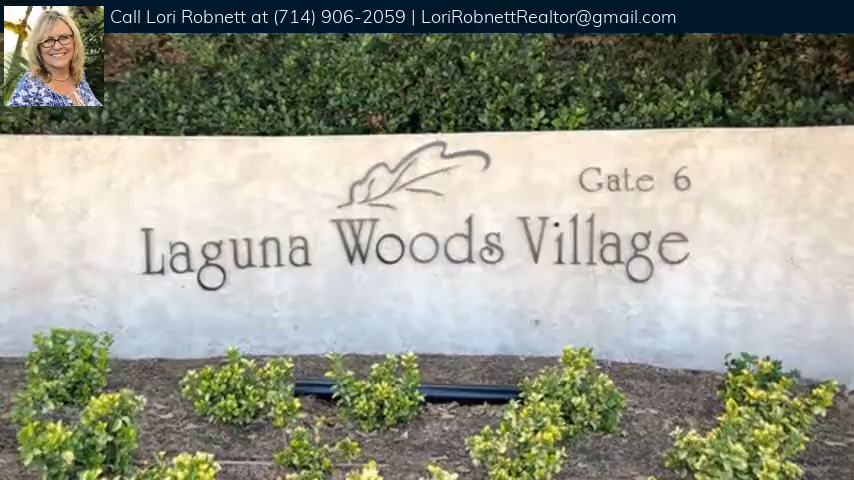 Call Lori Robnett at (714) 906-2059 | LoriRobnettRealtor@gmail.com
Gate 6
Laguna Woods Village